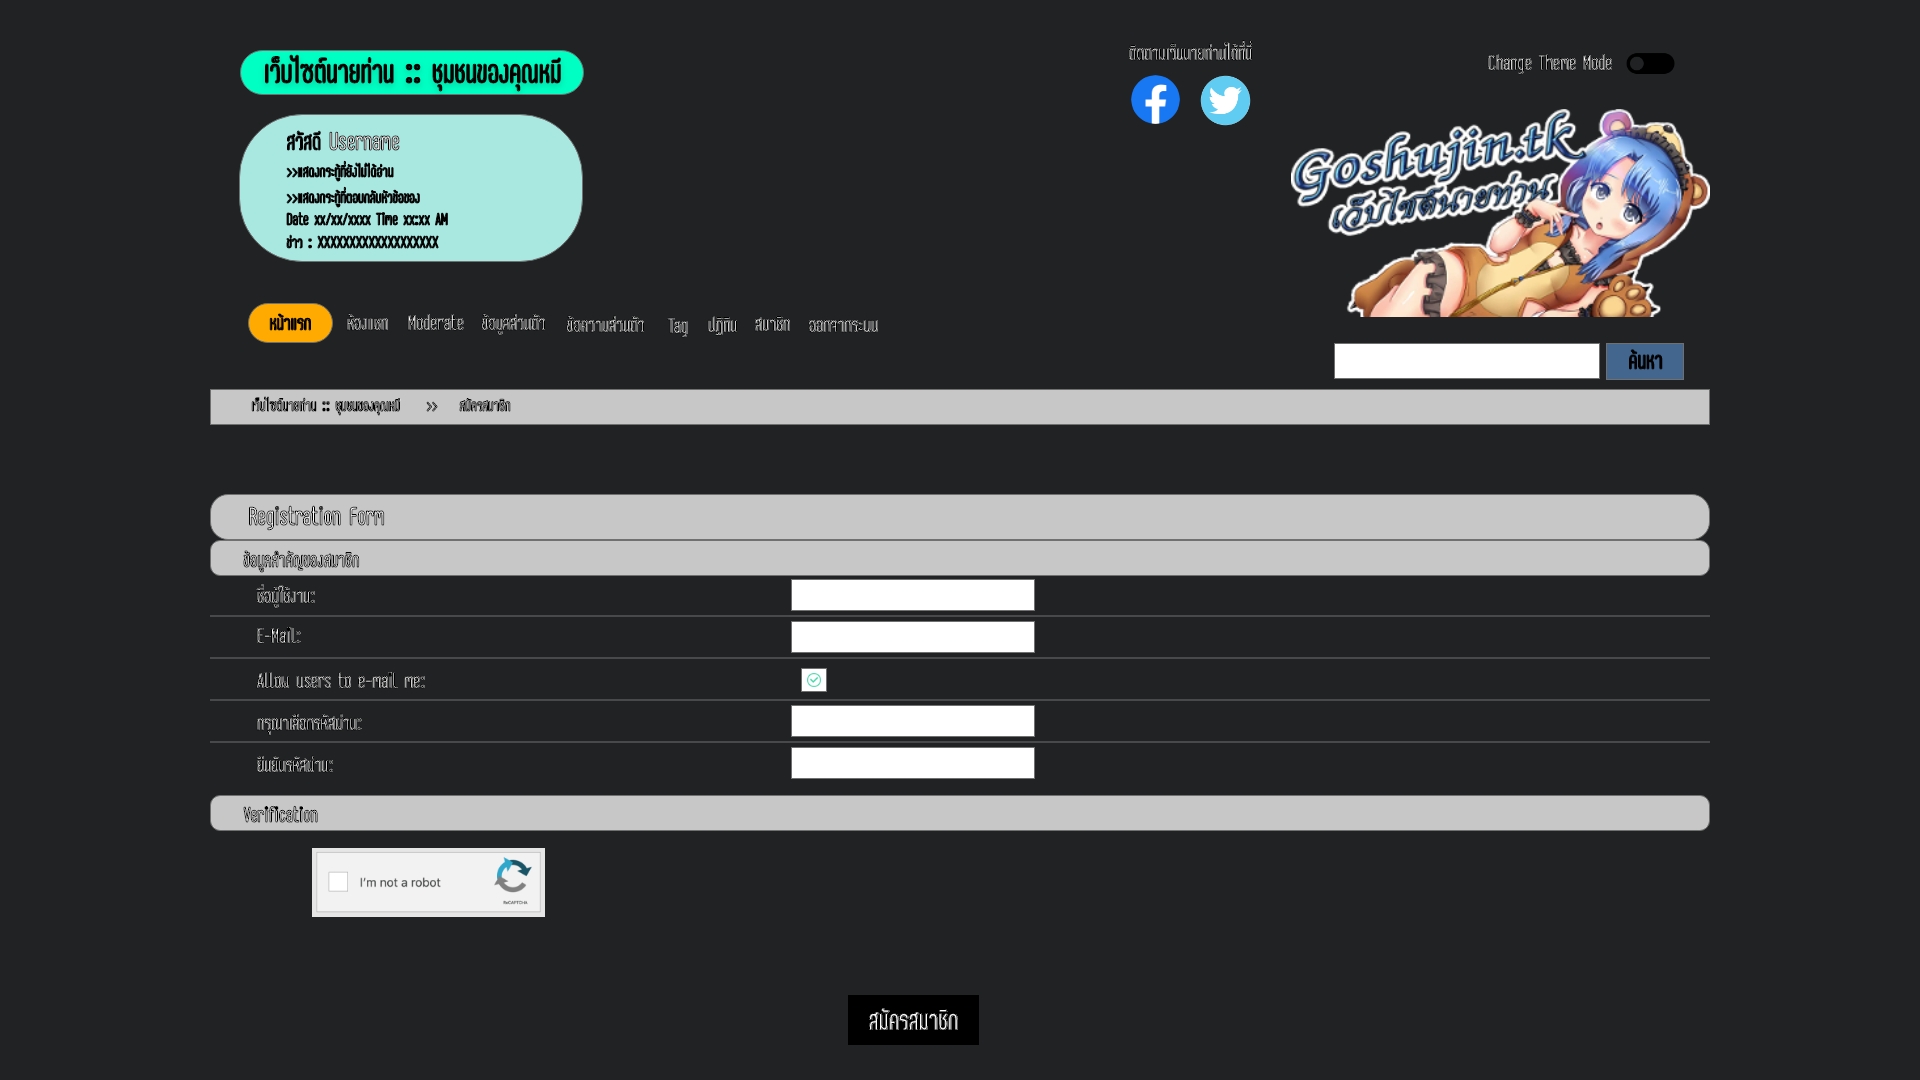 เว็บไซต์นายท่าน :: ชุมชนของคุณหมี
ติดตามเว็บนายท่านได้ที่นี่
Change Theme Mode
สวัสดี Username
>>แสดงกระทู้ที่ยังไม่ได้อ่าน
>>แสดงกระทู้ที่ตอบกลับหัวข้อของ
Date xx/xx/xxxx Time xx:xx AM
ข่าว : XXXXXXXXXXXXXXXXXXX
Goshujin.tk
เว็บไซต์นายท่าน
หน้าแรก ห้องแชท Moderate ข้อมูลส่วนตัว ข้อความส่วนตัว Tag ปฏิทิน สมาชิก ออกจากระบบ
ค้นหา
เว็บไซต์นายท่าน :: ชุมชนของคุณหมี >> สมัครสมาชิก
Registration Form
ข้อมูลสำคัญของสมาชิก
ชื่อผู้ใช้งาน:
E-Mail:
Allow users to e-mail me:
กรุณาเลือกรหัสผ่าน:
ยืนยันรหัสผ่าน:
Verification
I'm not a robot
สมัครสมาชิก